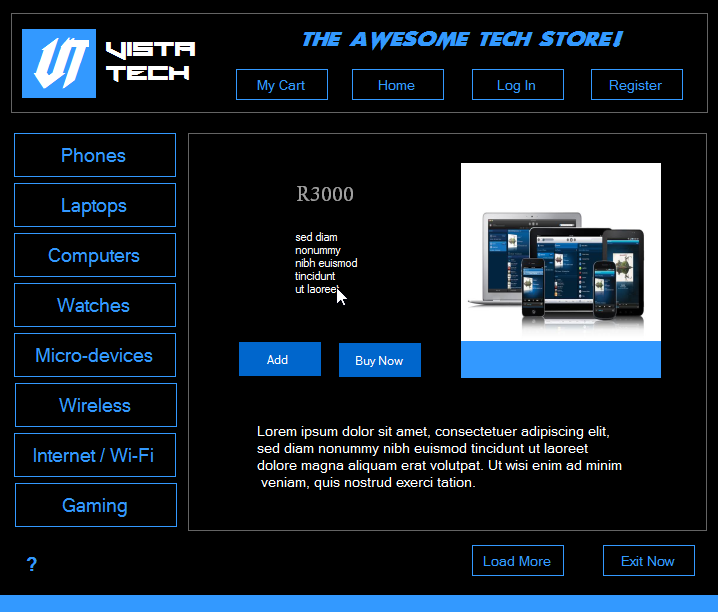 VT
VISTA
TECH
THE AWESOME TECH STORE!
My Cart
Home
Log In
Register
Phones
Laptops
Computers
Watches
Micro-devices
Wireless
Internet / Wi-Fi
Gaming
R3000
sed diam
nonummy
nibh euismod
tincidunt
ut laoreet
Add
Buy Now
Lorem ipsum dolor sit amet, consectetuer adipiscing elit,
sed diam nonummy nibh euismod tincidunt ut laoreet
dolore magna aliquam erat volutpat. Ut wisi enim ad minim
veniam, quis nostrud exerci tation.
?
Load More
Exit Now